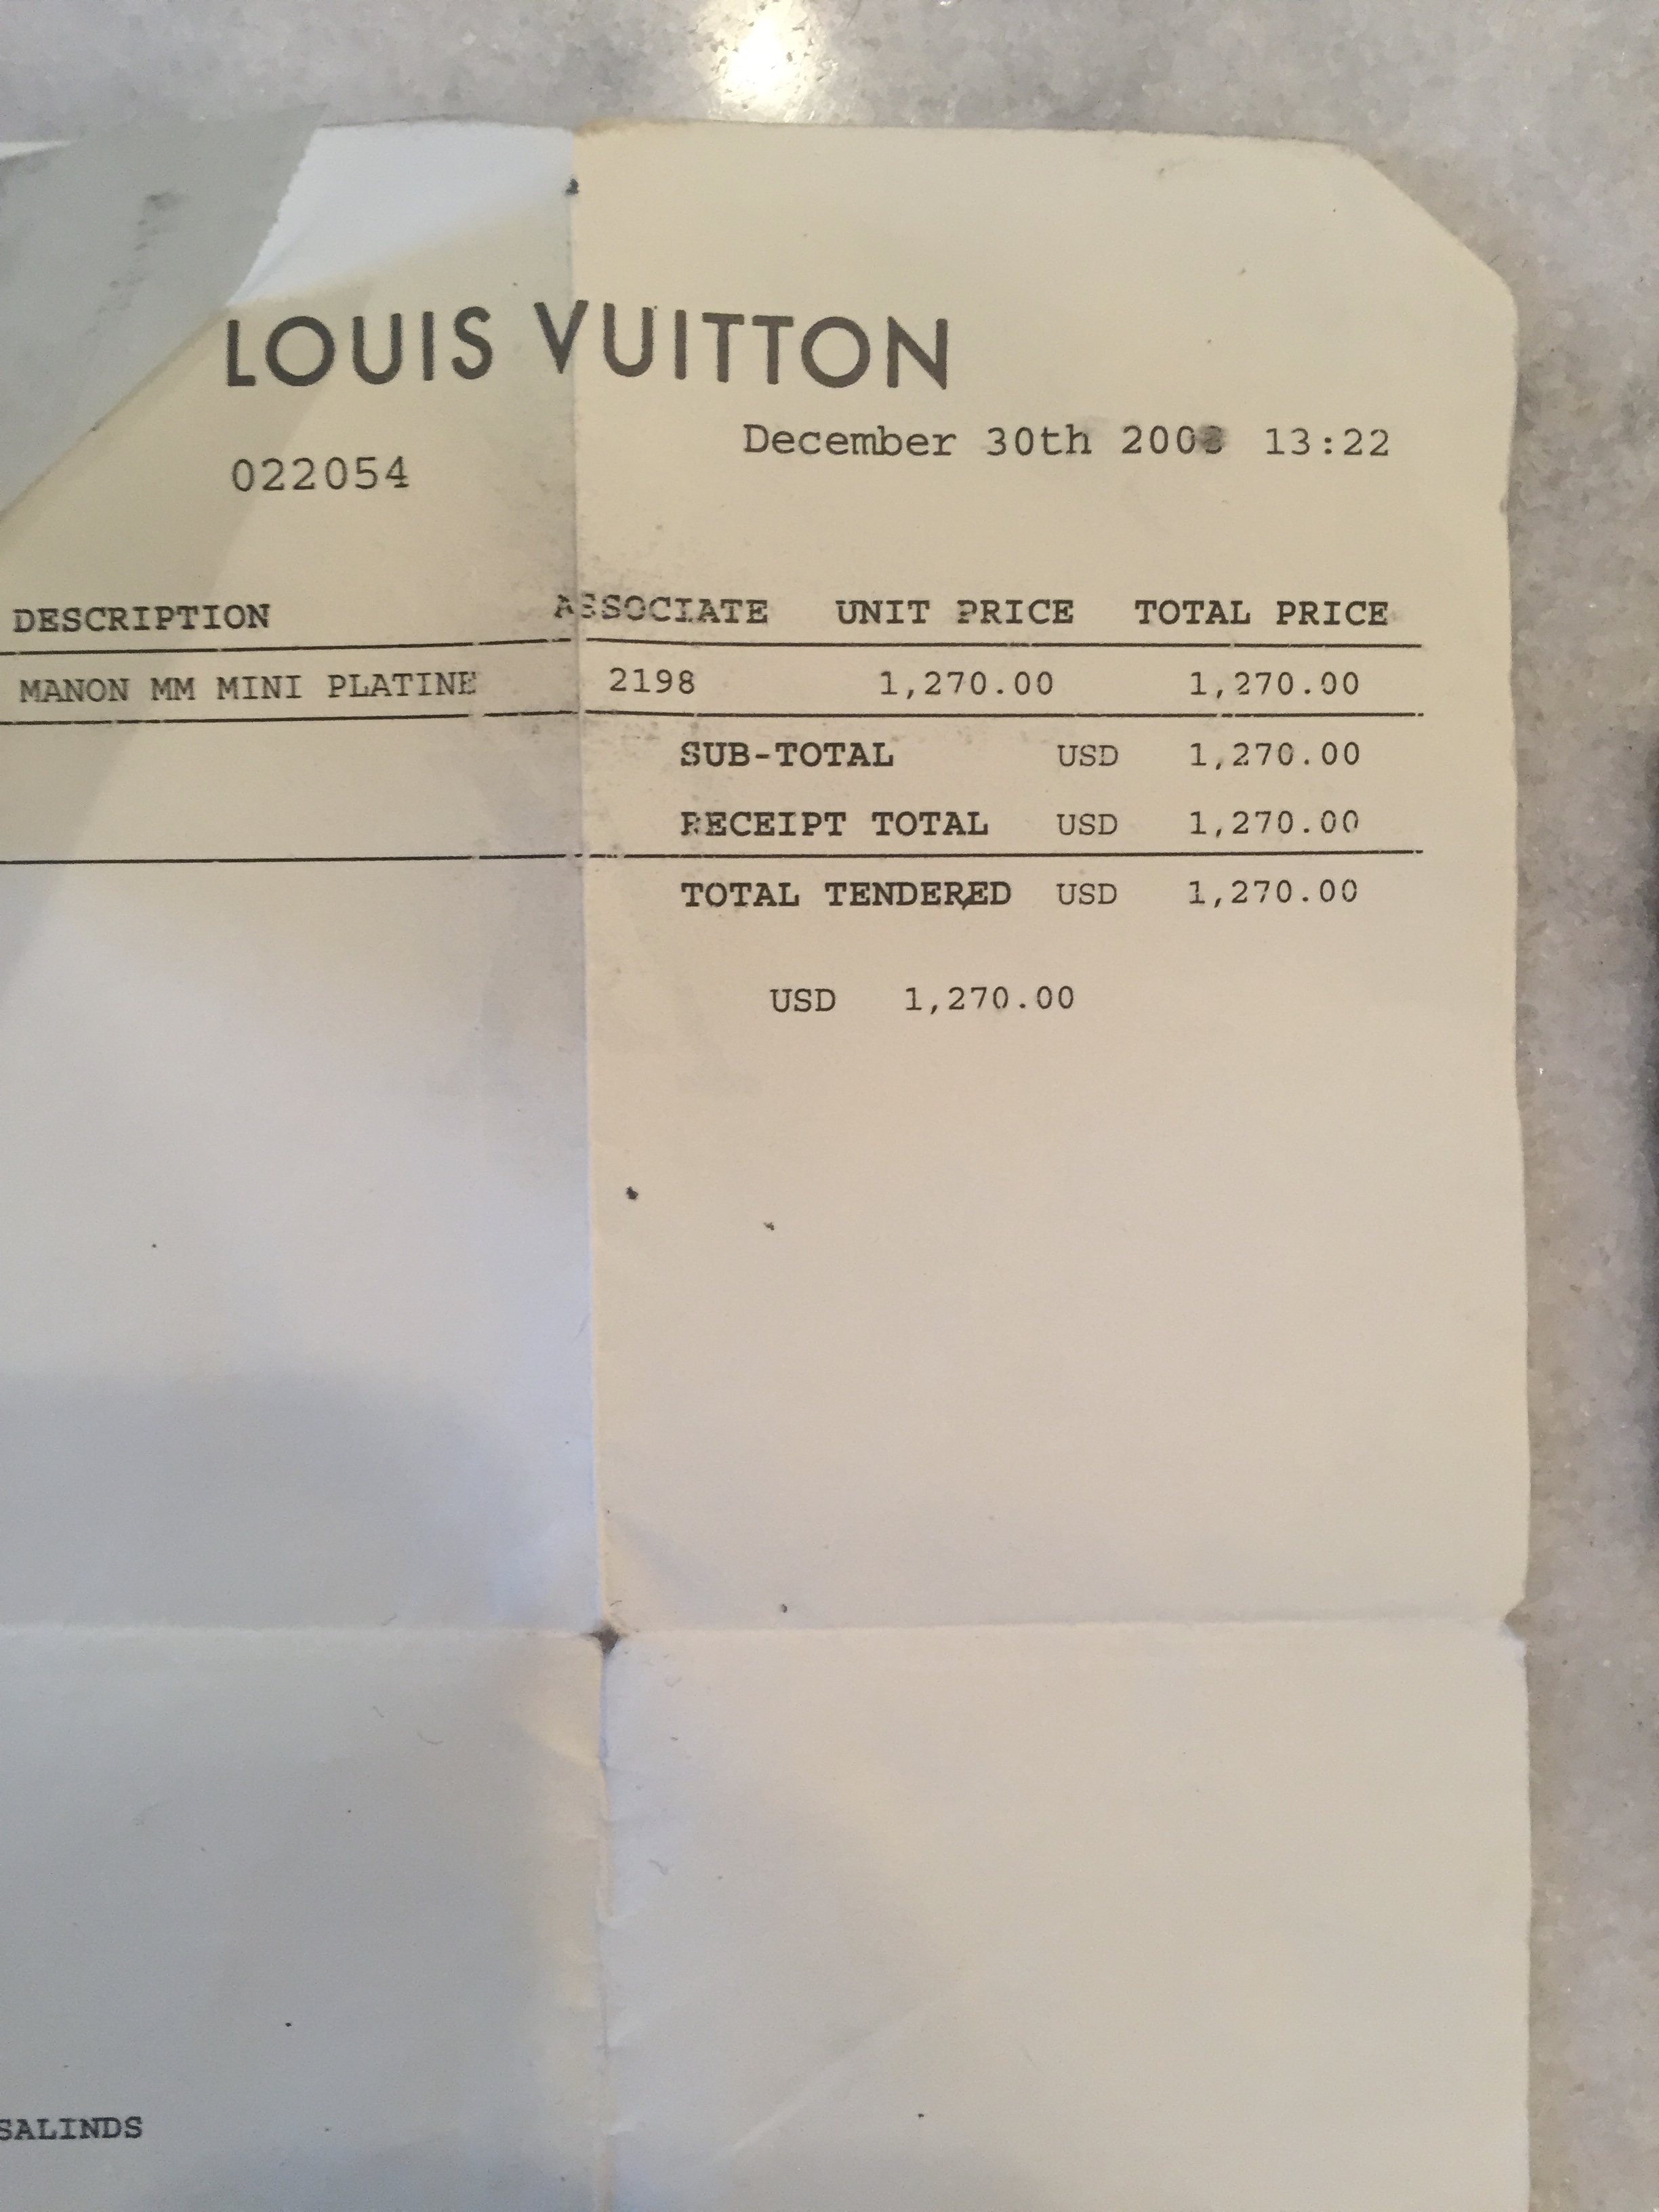 LOUIS VUITTON
December 30th 13:22
022054
DESCRIPTION ASSOCIATE UNIT PRICE TOTAL PRICE
MANON MM MINI PLATINE 2198 1,270.00 1,270.00
SUB-TOTAL USD 1,270.00
RECEIPT TOTAL USD 1,270.00
TOTAL TENDERED USD 1,270.00
USD 1,270.00
SALINDS